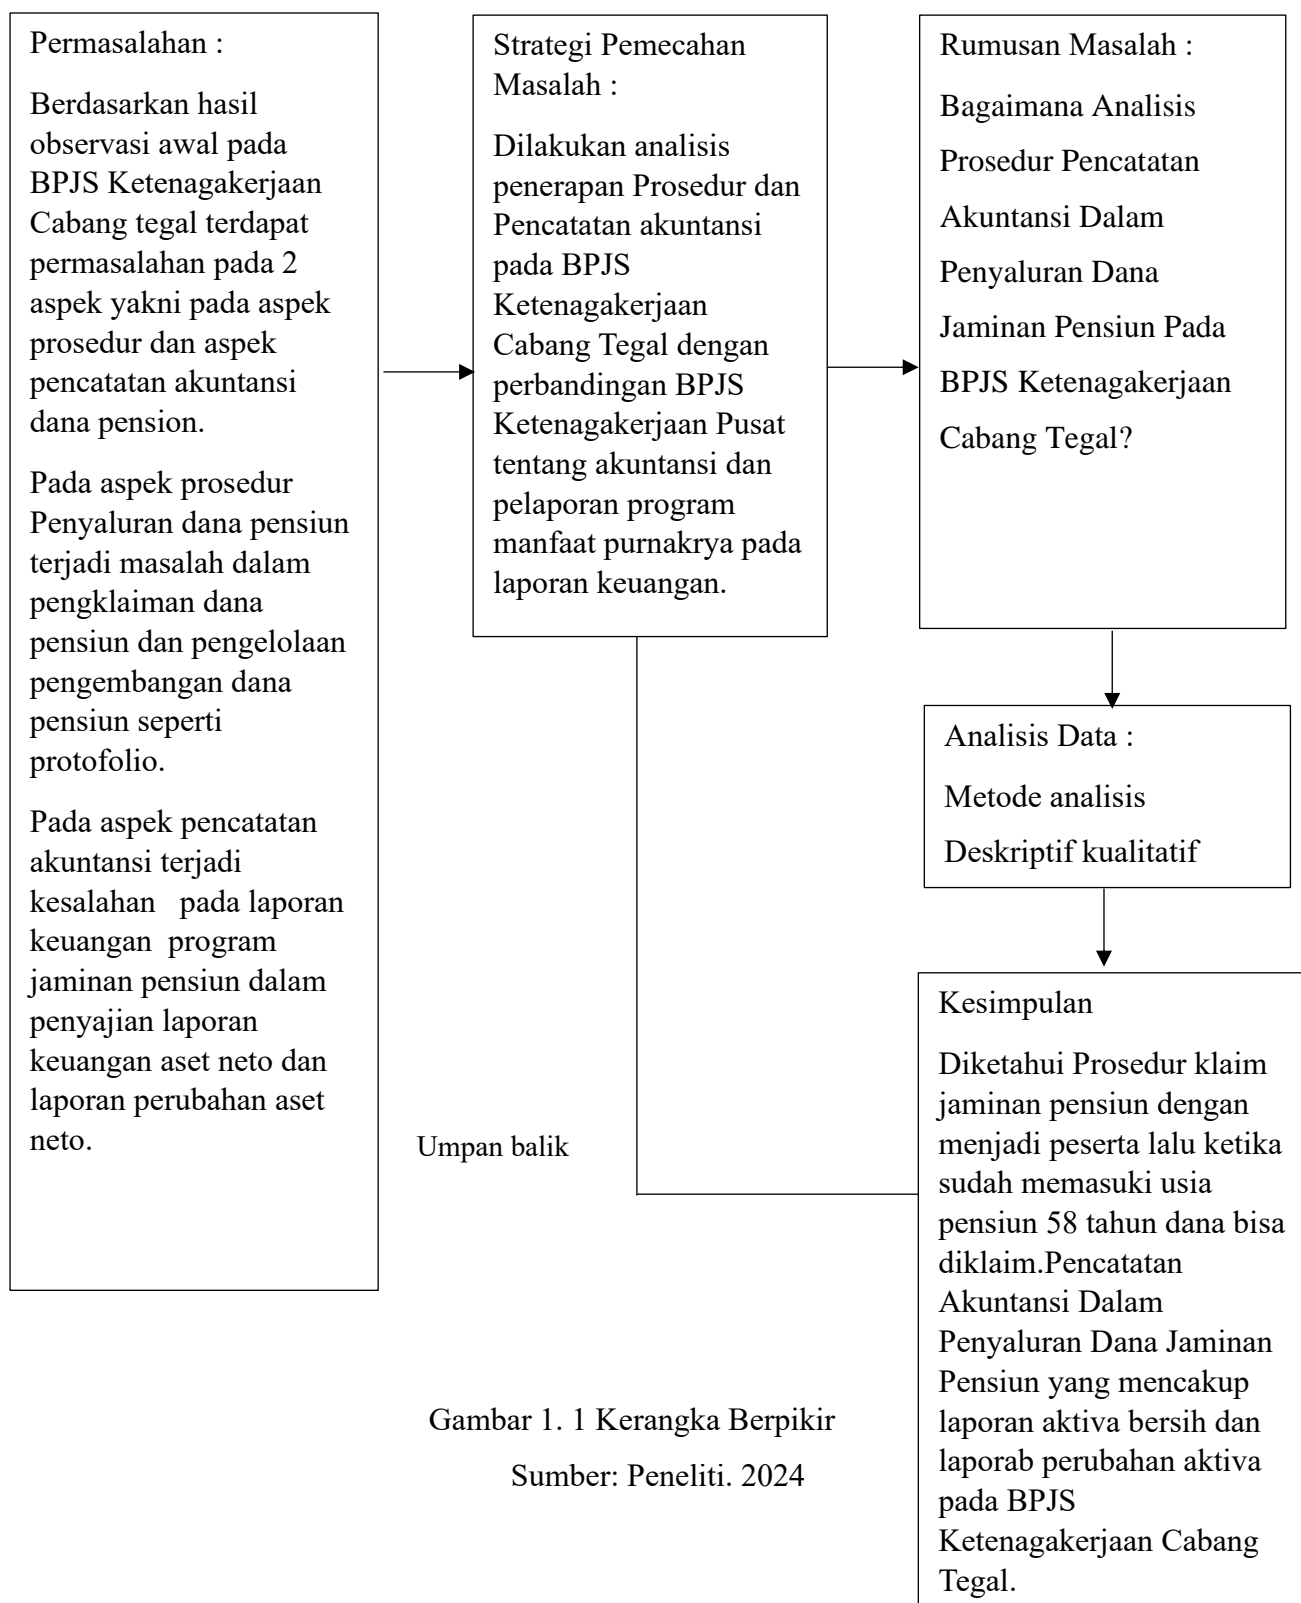 Permasalahan :
Berdasarkan hasil
observasi awal pada
BPJS Ketenagakerjaan
Cabang tegal terdapat
permasalahan pada 2
aspek yakni pada aspek
prosedur dan aspek
pencatatan akuntansi
dana pension.
Pada aspek prosedur
Penyaluran dana pensiun
terjadi masalah dalam
pengklaiman dana
pensiun dan pengelolaan
pengembangan dana
pensiun seperti
protofolio.
Pada aspek pencatatan
akuntansi terjadi
kesalahan pada laporan
keuangan program
jaminan pensiun dalam
penyajian laporan
keuangan aset neto dan
laporan perubahan aset
neto.
Strategi Pemecahan
Masalah :
Dilakukan analisis
penerapan Prosedur dan
Pencatatan akuntansi
pada BPJS
Ketenagakerjaan
Cabang Tegal dengan
perbandingan BPJS
Ketenagakerjaan Pusat
tentang akuntansi dan
pelaporan program
manfaat purnakrya pada
laporan keuangan.
Rumusan Masalah :
Bagaimana Analisis
Prosedur Pencatatan
Akuntansi Dalam
Penyaluran Dana
Jaminan Pensiun Pada
BPJS Ketenagakerjaan
Cabang Tegal?
Analisis Data :
Metode analisis
Deskriptif kualitatif
Kesimpulan
Diketahui Prosedur klaim
jaminan pensiun dengan
menjadi peserta lalu ketika
sudah memasuki usia
pensiun 58 tahun dana bisa
diklaim.Pencatatan
Akuntansi Dalam
Penyaluran Dana Jaminan
Pensiun yang mencakup
laporan aktiva bersih dan
laporab perubahan aktiva
pada BPJS
Ketenagakerjaan Cabang
Tegal.
Umpan balik
Gambar 1. 1 Kerangka Berpikir
Sumber: Peneliti. 2024